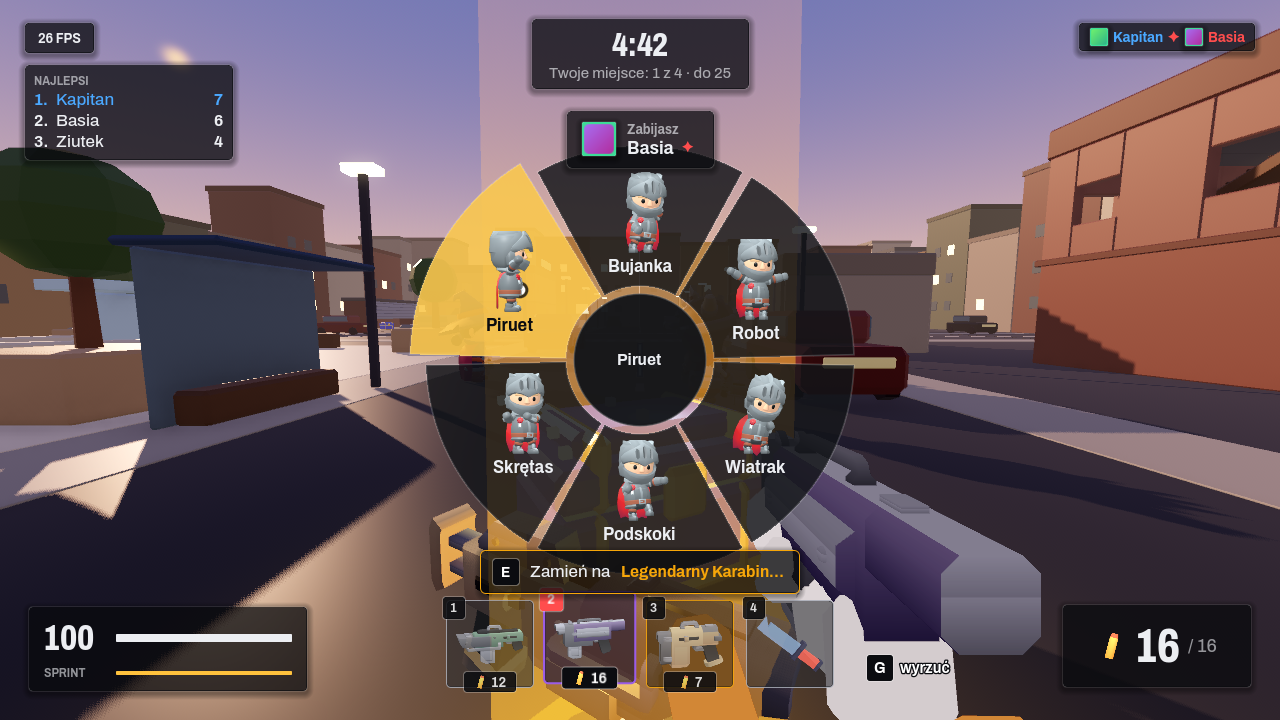 26 FPS
NAJLEPSI
1. Kapitan 7
2. Basia 6
3. Ziutek 4
4:42
Twoje miejsce: 1 z 4 · do 25
Kapitan Basia
Zabijasz
Basia
Bujanka
Piruet
Robot
Piruet
Skrętas
Wiatrak
Podskoki
E Zamień na Legendarny Karabin...
100
SPRINT
1
12
2
16
3
7
4
G wyrzuć
16 / 16